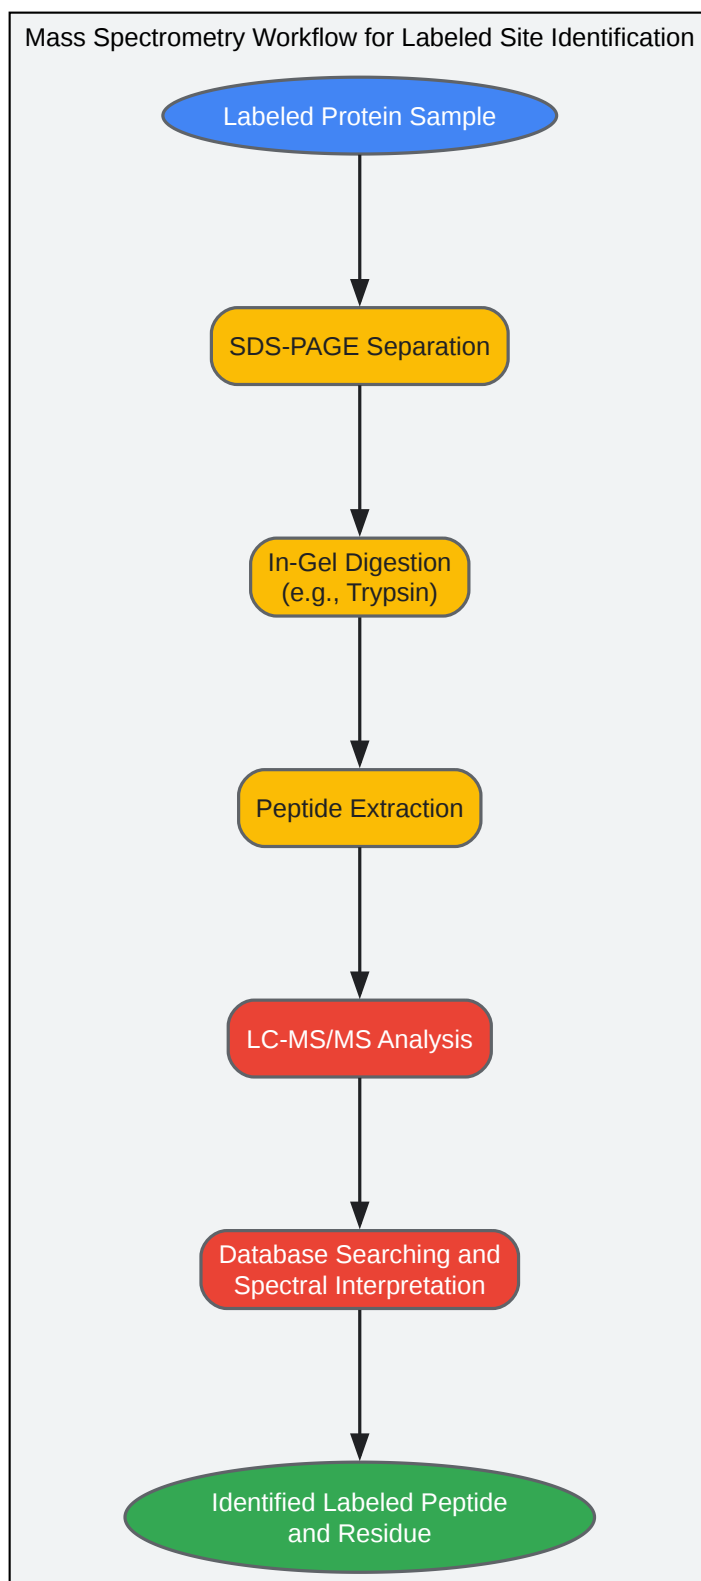 Mass Spectrometry Workflow for Labeled Site Identification
Labeled Protein Sample
SDS-PAGE Separation
In-Gel Digestion
(e.g., Trypsin)
Peptide Extraction
LC-MS/MS Analysis
Database Searching and
Spectral Interpretation
Identified Labeled Peptide
and Residue